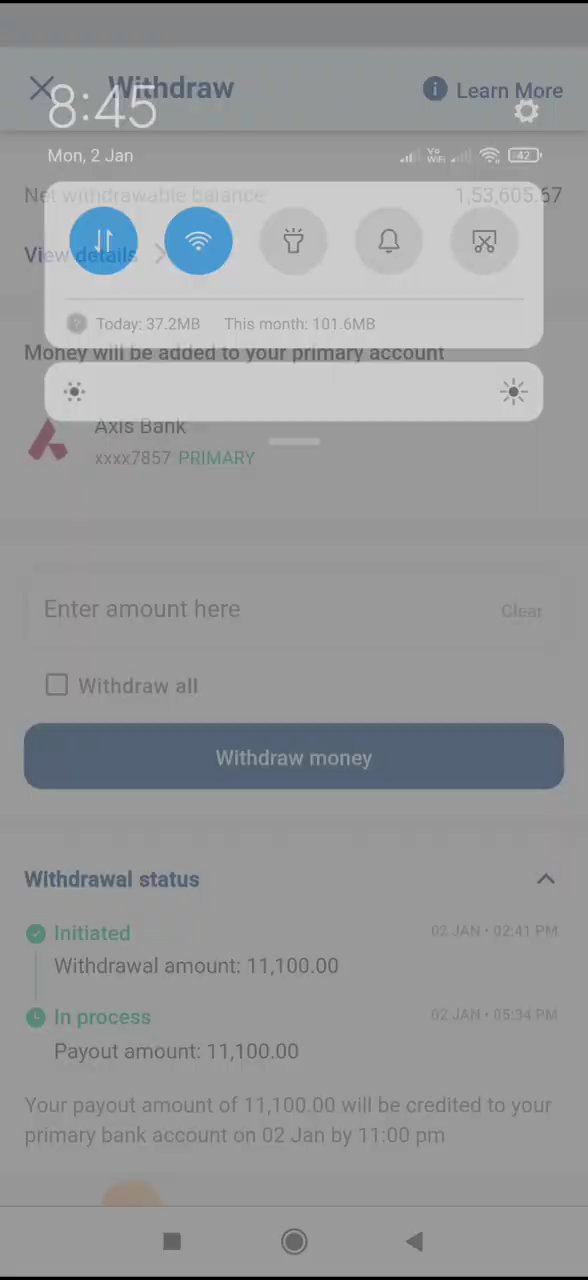 Withdraw
Learn More
8:45
Mon, 2 Jan
Vo
WiFi
42
Net withdrawable balance
1,53,605.67
View details
Today: 37.2MB
This month: 101.6MB
Money will be added to your primary account
Axis Bank
xxxx7857 PRIMARY
Enter amount here
Clear
Withdraw all
Withdraw money
Withdrawal status
Initiated
02 JAN • 02:41 PM
Withdrawal amount: 11,100.00
In process
02 JAN • 05:34 PM
Payout amount: 11,100.00
Your payout amount of 11,100.00 will be credited to your
primary bank account on 02 Jan by 11:00 pm